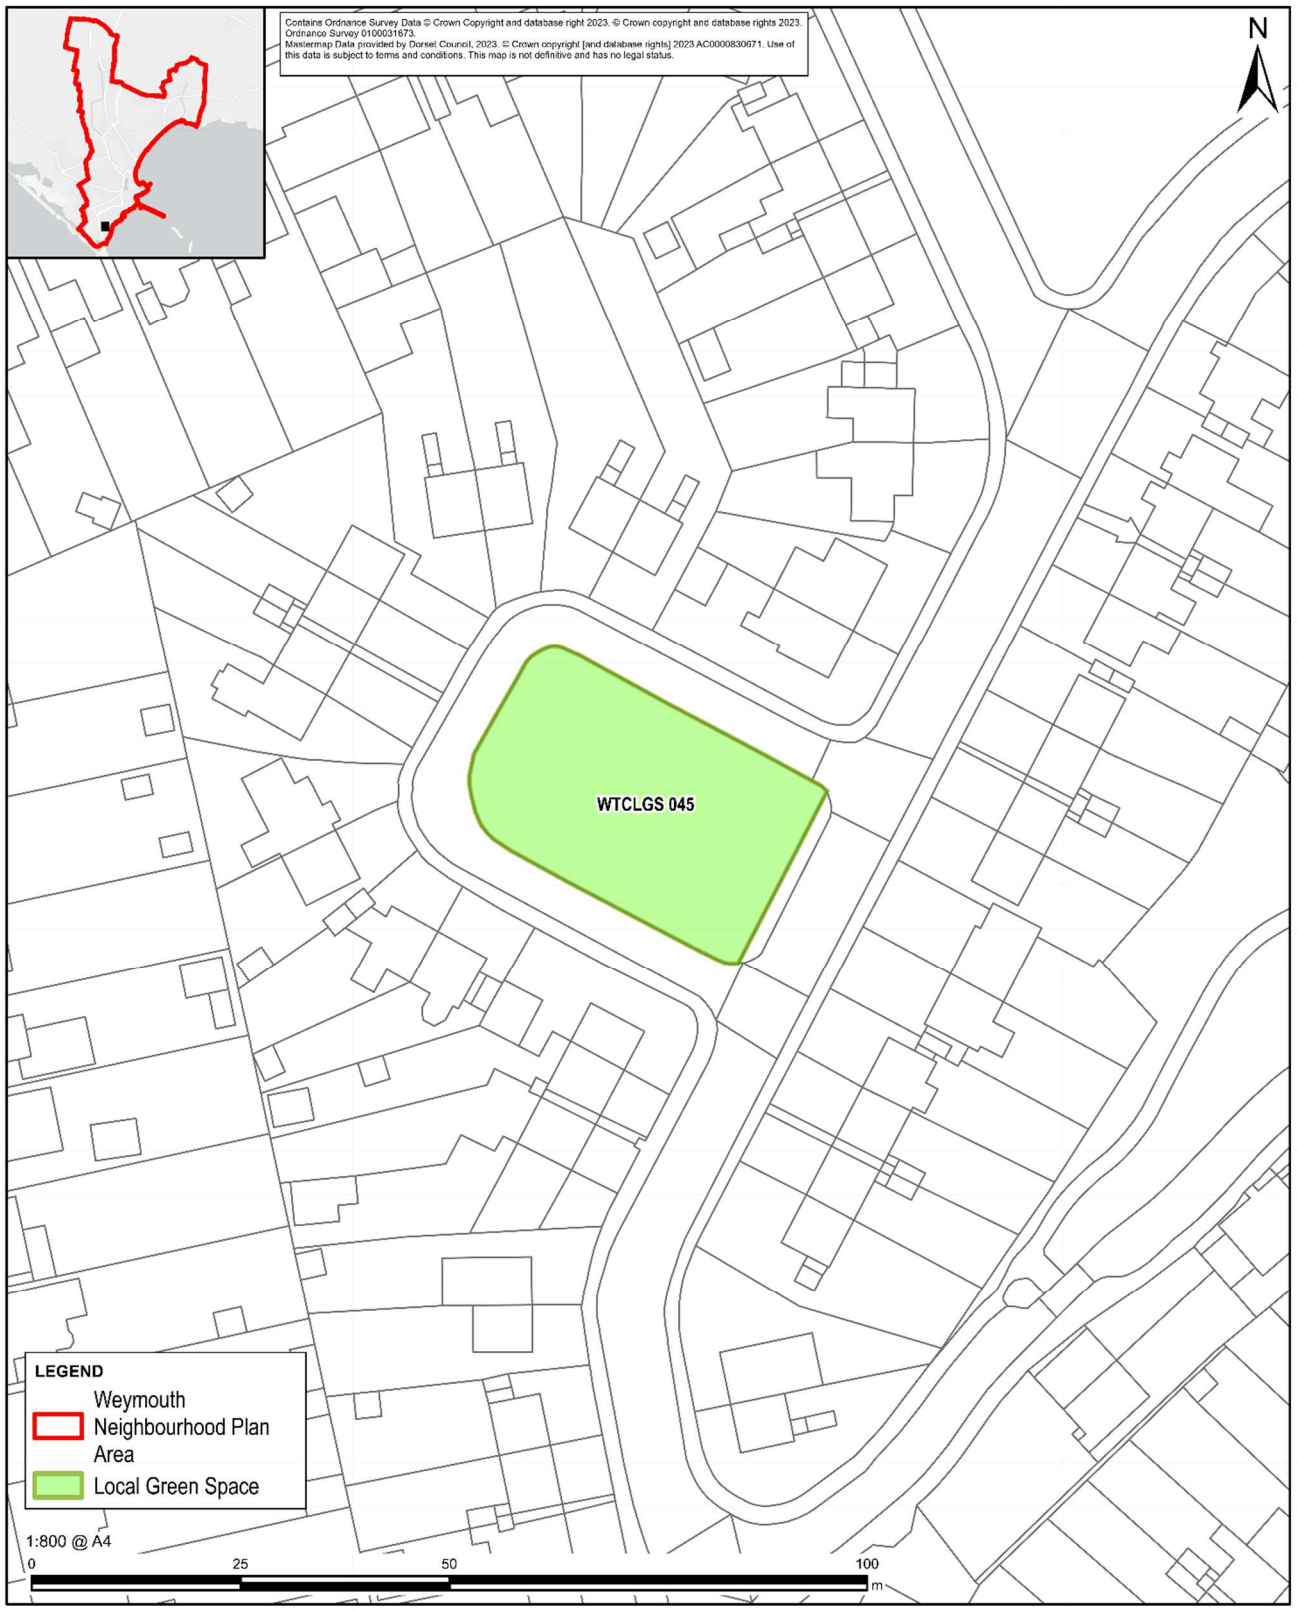 Contains Ordnance Survey Data © Crown Copyright and database right 2023. © Crown copyright and database rights 2023.
Ordnance Survey 0100031673.
Mastermap Data provided by Dorset Council, 2023. © Crown copyright [and database rights] 2023 AC0000830671. Use of
this data is subject to terms and conditions. This map is not definitive and has no legal status.
N
WTCLGS 045
LEGEND
Weymouth
Neighbourhood Plan
Area
Local Green Space
1:800 @ A4
0 25 50 100
m